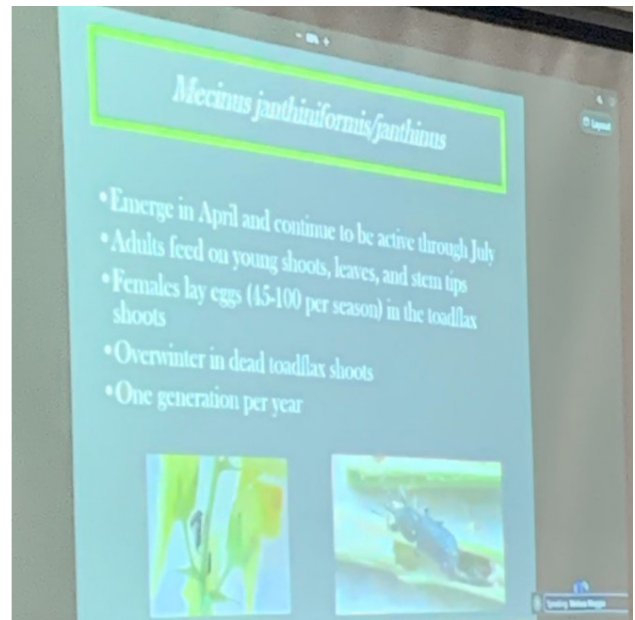 Mecinus janthiniformis/janthinus
Layout
•Emerge in April and continue to be active through July
•Adults feed on young shoots, leaves, and stem tips
•Females lay eggs (45-100 per season) in the toadflax
shoots
•Overwinter in dead toadflax shoots
•One generation per year